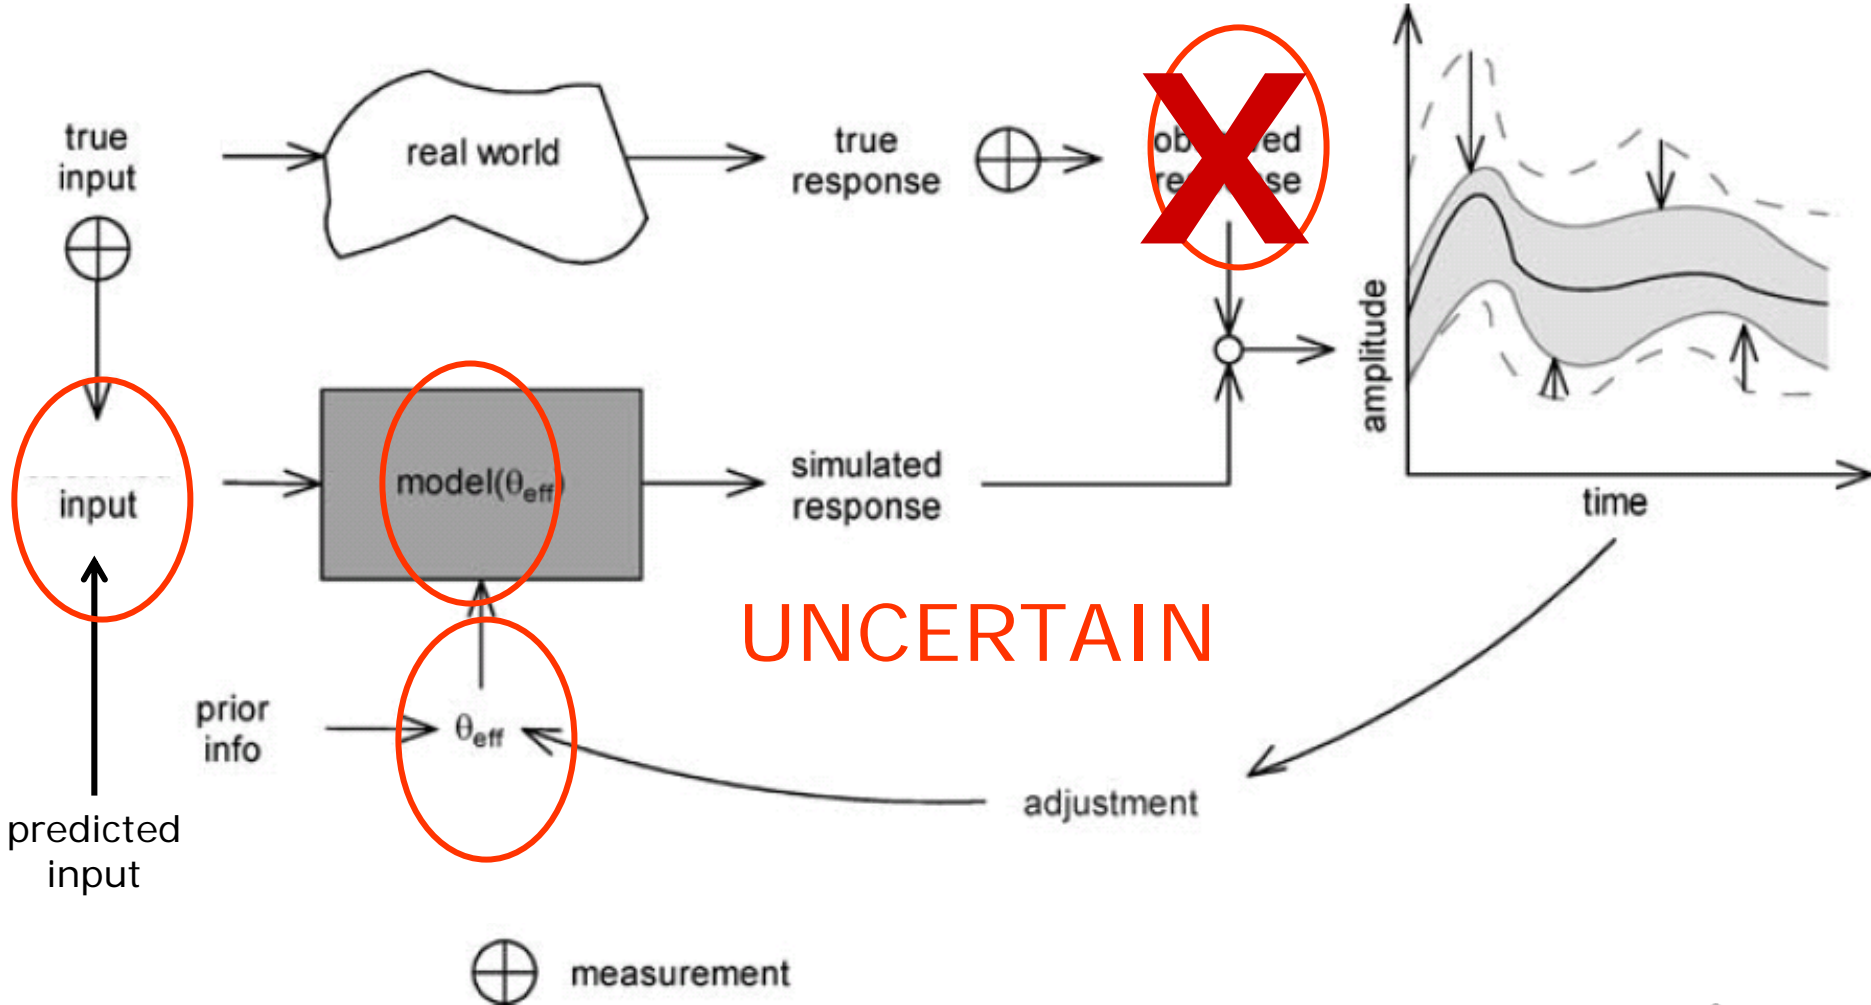 true
input
real world
true
response
amplitude
input
model(θeff)
simulated
response
time
UNCERTAIN
prior
info
θeff
adjustment
predicted
input
measurement